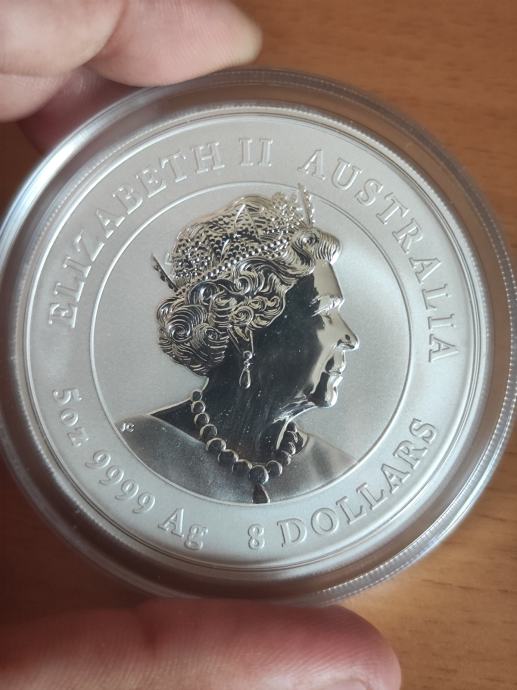 ELIZABETH II AUSTRALIA
5oz 9999 Ag 8 DOLLARS
JC